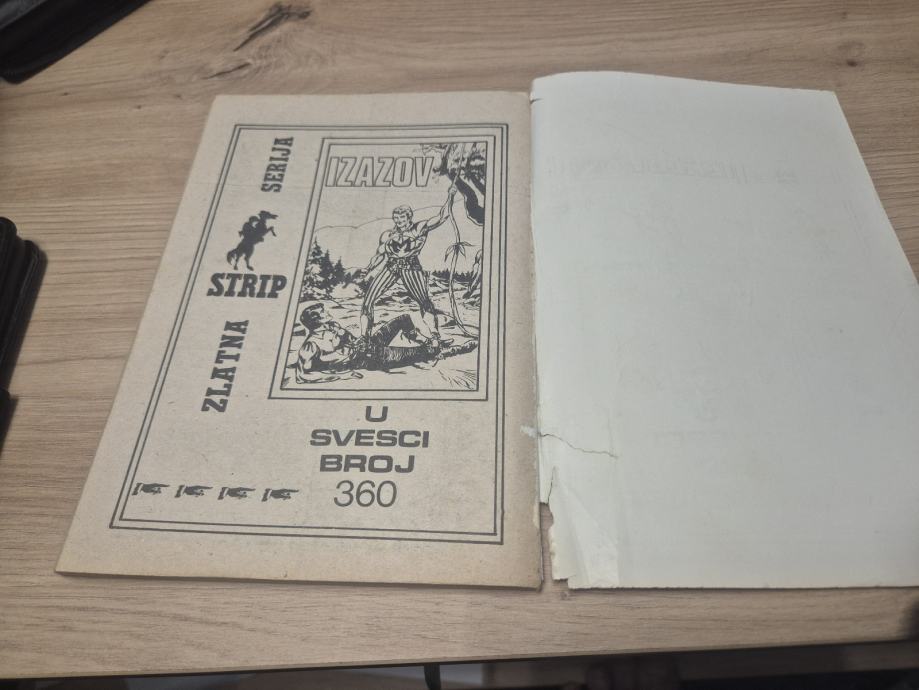 ZLATNA
STRIP
SERIJA
IZAZOV
M
U
SVESCI
BROJ
360